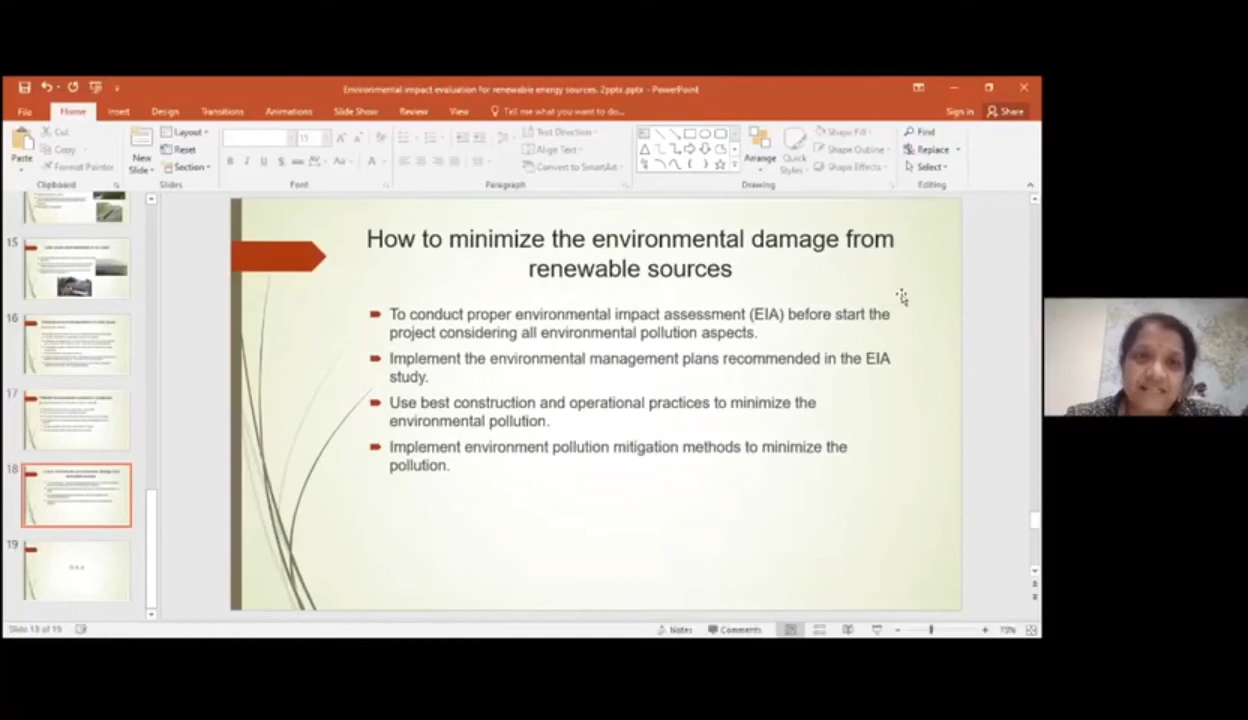 Environmental impact evaluation for renewable energy sources. 2pptx.pptx - PowerPoint
File Home Insert Design Transitions Animations Slide Show Review View Tell me what you want to do... Sign in Share
Paste
Cut
Copy
Format Painter
Clipboard
New Slide
Layout
Reset
Section
Slides
B I U S
Aa A
Font
Text Direction
Align Text
Convert to SmartArt
Paragraph
Arrange
Quick Styles
Shape Fill
Shape Outline
Shape Effects
Drawing
Find
Replace
Select
Editing
15
16
17
18
19
How to minimize the environmental damage from
renewable sources
To conduct proper environmental impact assessment (EIA) before start the
project considering all environmental pollution aspects.
Implement the environmental management plans recommended in the EIA
study.
Use best construction and operational practices to minimize the
environmental pollution.
Implement environment pollution mitigation methods to minimize the
pollution.
Notes Comments